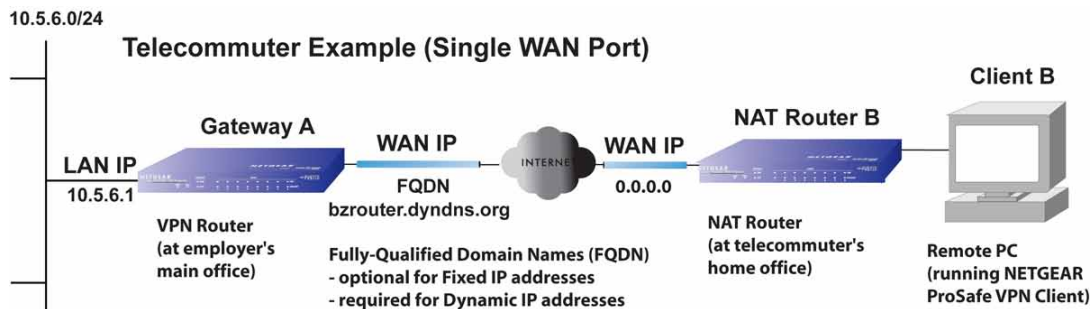 10.5.6.0/24
Telecommuter Example (Single WAN Port)
Client B
Gateway A
NAT Router B
WAN IP
WAN IP
INTERNET
LAN IP
10.5.6.1
NETGEAR
FQDN
bzrouter.dyndns.org
0.0.0.0
VPN Router
(at employer's
main office)
Fully-Qualified Domain Names (FQDN)
- optional for Fixed IP addresses
- required for Dynamic IP addresses
NAT Router
(at telecommuter's
home office)
Remote PC
(running NETGEAR
ProSafe VPN Client)